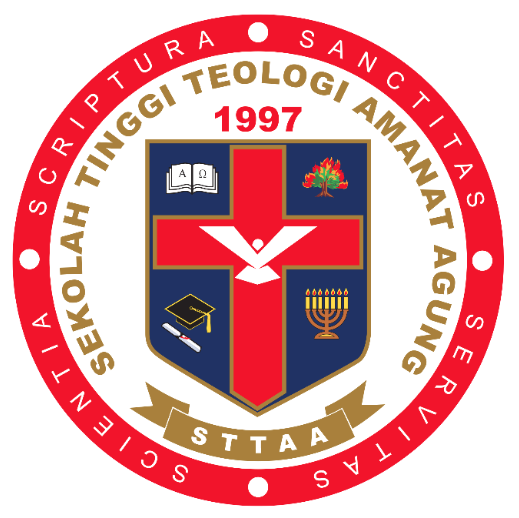 SCRIPTURA
SANCTITAS
SERVITAS
SCIENTIA
SEKOLAH TINGGI TEOLOGI AMANAT AGUNG
1997
Α Ω
STTAA